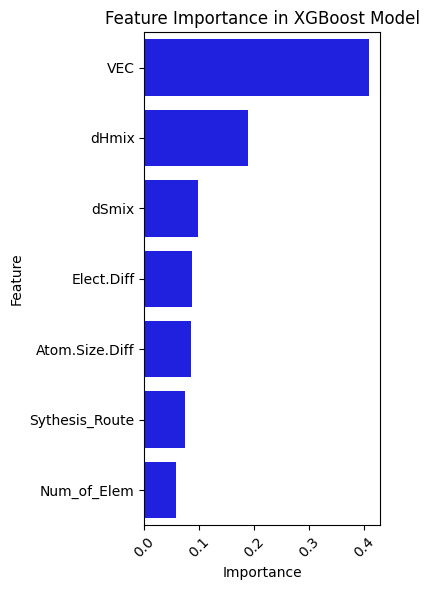 Feature Importance in XGBoost Model
VEC
dHmix
dSmix
Elect.Diff
Atom.Size.Diff
Sythesis_Route
Num_of_Elem
Feature
0.0
0.1
0.2
0.3
0.4
Importance